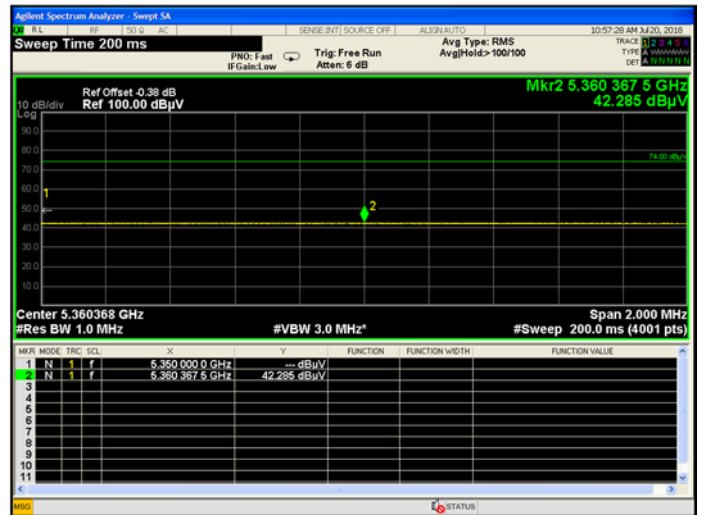 Agilent Spectrum Analyzer - Swept SA
RL RF 50 Ω AC SENSE:INT SOURCE OFF ALIGN AUTO 10:57:28 AM Jul 20, 2018
Sweep Time 200 ms
PNO: Fast
IFGain:Low
Trig: Free Run
Atten: 6 dB
Avg Type: RMS
Avg|Hold:>100/100
TRACE 1 2 3 4 5 6
TYPE A WWWWW
DET A N N N N N
Mkr2 5.360 367 5 GHz
42.285 dBµV
Ref Offset -0.38 dB
10 dB/div Ref 100.00 dBµV
Log
90.0
80.0
74.00 dBµV
70.0
60.0
1
50.0
2
40.0
30.0
20.0
10.0
Center 5.360368 GHz Span 2.000 MHz
#Res BW 1.0 MHz #VBW 3.0 MHz* #Sweep 200.0 ms (4001 pts)
MKR MODE TRC SCL X Y FUNCTION FUNCTION WIDTH FUNCTION VALUE
1 N 1 f 5.350 000 0 GHz --- dBµV
2 N 1 f 5.360 367 5 GHz 42.285 dBµV
3
4
5
6
7
8
9
10
11
MSG STATUS